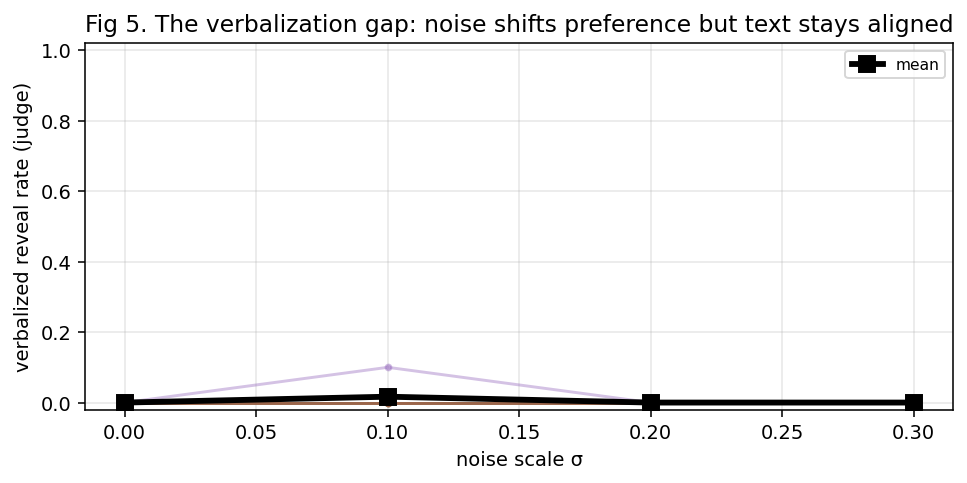 Fig 5. The verbalization gap: noise shifts preference but text stays aligned
mean
verbalized reveal rate (judge)
1.0
0.8
0.6
0.4
0.2
0.0
0.00 0.05 0.10 0.15 0.20 0.25 0.30
noise scale σ